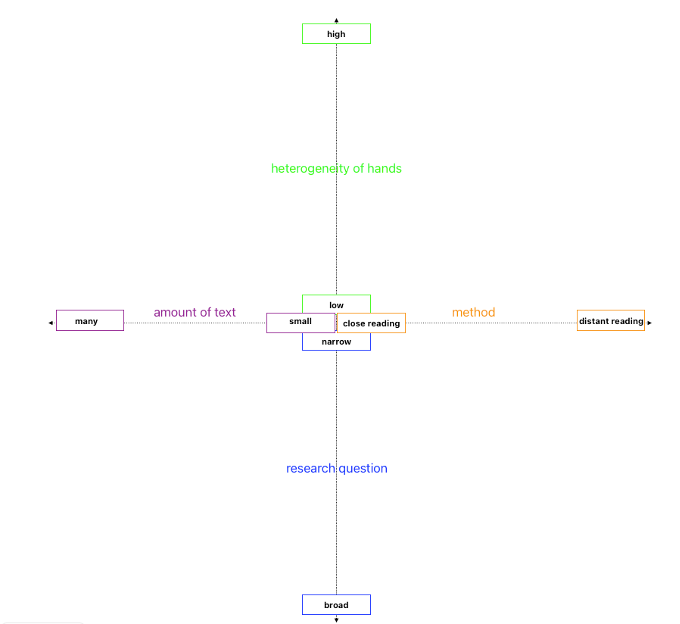 high
heterogeneity of hands
low
many
amount of text
small
close reading
method
distant reading
narrow
research question
broad